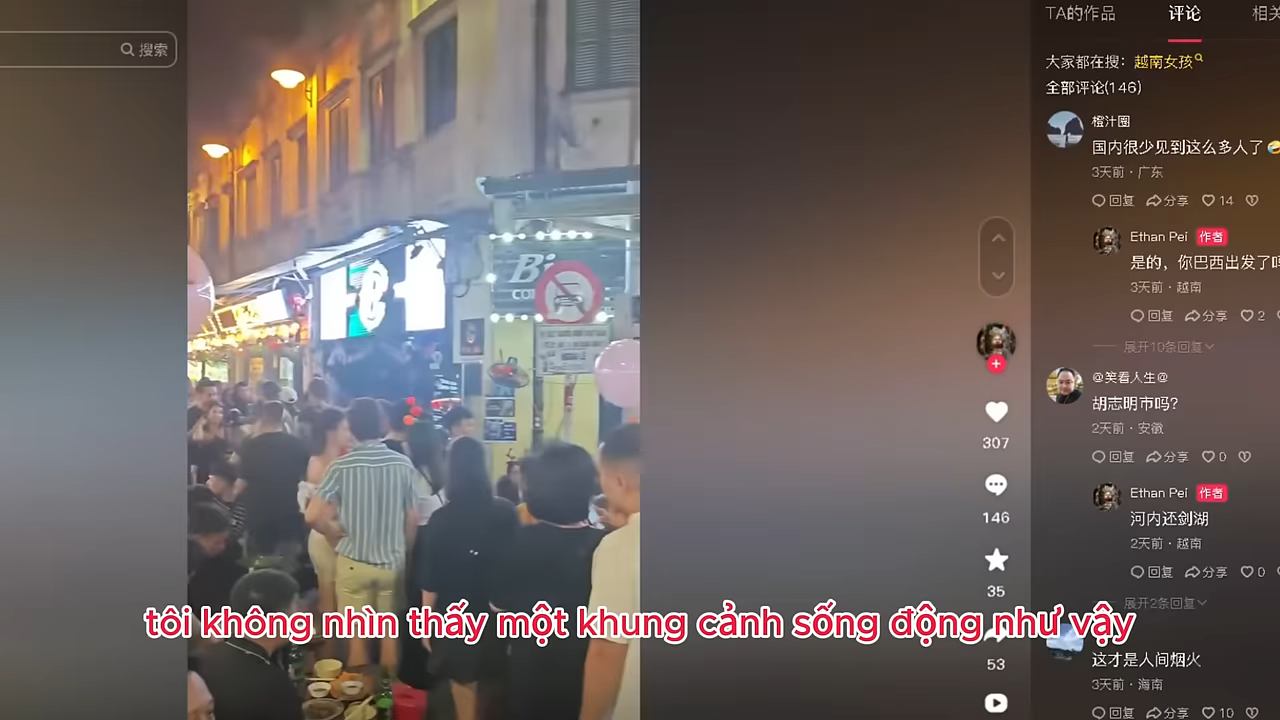 搜索
TA的作品 评论 相关
大家都在搜：越南女孩
全部评论(146)
橙汁圈
国内很少见到这么多人了
3天前·广东
回复 分享 14
Ethan Pei 作者
是的，你巴西出发了吗
3天前·越南
回复 分享 2
展开10条回复
@笑看人生@
胡志明市吗?
2天前·安徽
回复 分享 0
Ethan Pei 作者
河内还剑湖
2天前·越南
回复 分享 0
展开2条回复
这才是人间烟火
3天前·海南
回复 分享 10
307
146
35
53
Bi
CO
tôi không nhìn thấy một khung cảnh sống động như vậy